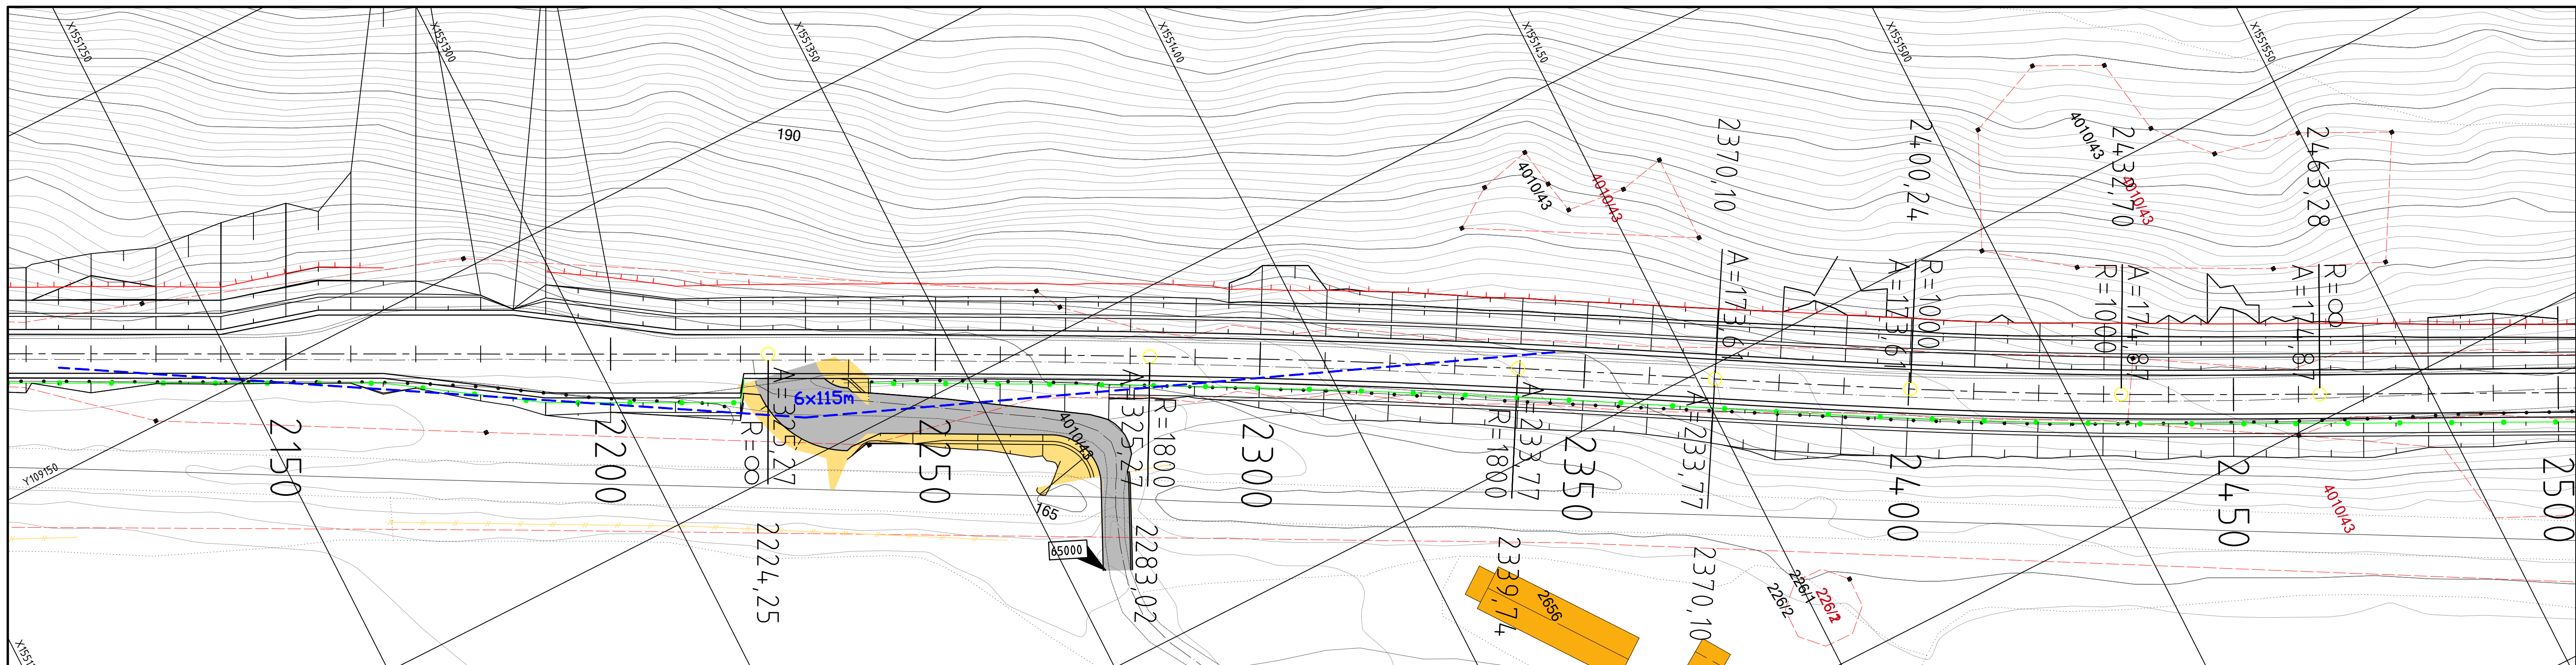 X1551250
X1551300
X1551350
X1551400
X1551450
X1551500
X1551550
190
2370,10
2400,24
2432,70
2463,28
4010/43
4010/43
4010/43
4010/43
A=173,61
A=173,61
R=1000
R=1000
A=174,87
A=174,87
R=∞
6x115m
A=325,27
R=∞
4010/43
A=325,27
R=1800
R=1800
A=233,77
A=233,77
2150
2200
2250
2300
2350
2400
2450
2500
Y109150
165
65000
2224,25
2283,02
2339,74
2370,10
2656
226/1
226/2
226/2
4010/43